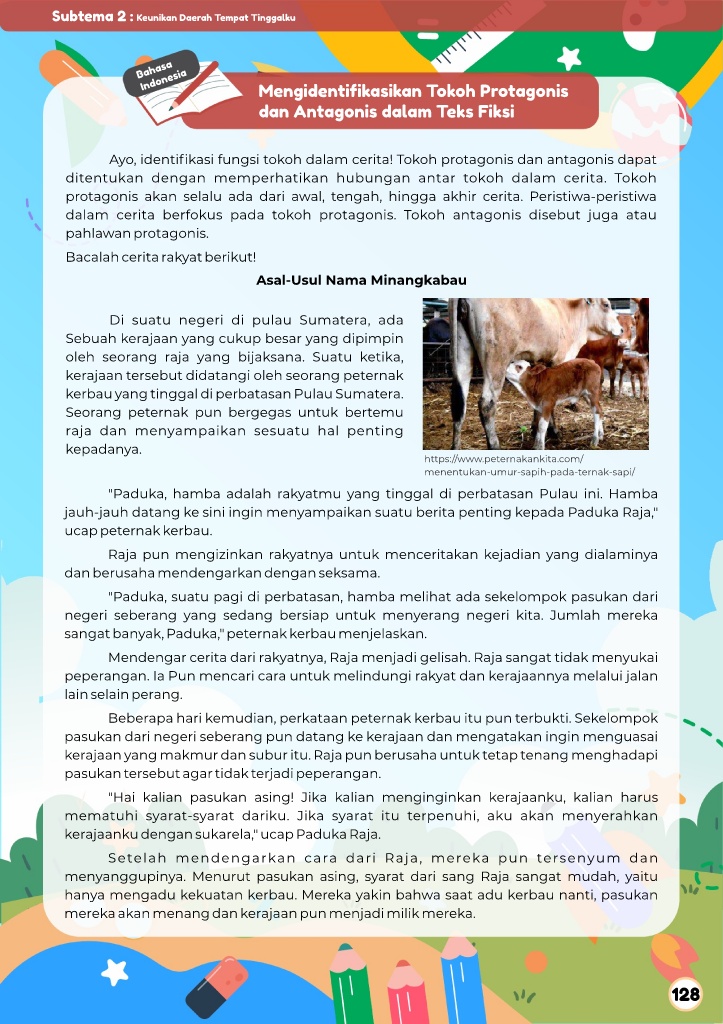 Subtema 2 : Keunikan Daerah Tempat Tinggalku
Bahasa
Indonesia
Mengidentifikasikan Tokoh Protagonis
dan Antagonis dalam Teks Fiksi
Ayo, identifikasi fungsi tokoh dalam cerita! Tokoh protagonis dan antagonis dapat
ditentukan dengan memperhatikan hubungan antar tokoh dalam cerita. Tokoh
protagonis akan selalu ada dari awal, tengah, hingga akhir cerita. Peristiwa-peristiwa
dalam cerita berfokus pada tokoh protagonis. Tokoh antagonis disebut juga atau
pahlawan protagonis.
Bacalah cerita rakyat berikut!
Asal-Usul Nama Minangkabau
Di suatu negeri di pulau Sumatera, ada
Sebuah kerajaan yang cukup besar yang dipimpin
oleh seorang raja yang bijaksana. Suatu ketika,
kerajaan tersebut didatangi oleh seorang peternak
kerbau yang tinggal di perbatasan Pulau Sumatera.
Seorang peternak pun bergegas untuk bertemu
raja dan menyampaikan sesuatu hal penting
kepadanya.
https://www.peternakankita.com/
menentukan-umur-sapih-pada-ternak-sapi/
"Paduka, hamba adalah rakyatmu yang tinggal di perbatasan Pulau ini. Hamba
jauh-jauh datang ke sini ingin menyampaikan suatu berita penting kepada Paduka Raja,"
ucap peternak kerbau.
Raja pun mengizinkan rakyatnya untuk menceritakan kejadian yang dialaminya
dan berusaha mendengarkan dengan seksama.
"Paduka, suatu pagi di perbatasan, hamba melihat ada sekelompok pasukan dari
negeri seberang yang sedang bersiap untuk menyerang negeri kita. Jumlah mereka
sangat banyak, Paduka," peternak kerbau menjelaskan.
Mendengar cerita dari rakyatnya, Raja menjadi gelisah. Raja sangat tidak menyukai
peperangan. Ia Pun mencari cara untuk melindungi rakyat dan kerajaannya melalui jalan
lain selain perang.
Beberapa hari kemudian, perkataan peternak kerbau itu pun terbukti. Sekelompok
pasukan dari negeri seberang pun datang ke kerajaan dan mengatakan ingin menguasai
kerajaan yang makmur dan subur itu. Raja pun berusaha untuk tetap tenang menghadapi
pasukan tersebut agar tidak terjadi peperangan.
"Hai kalian pasukan asing! Jika kalian menginginkan kerajaanku, kalian harus
mematuhi syarat-syarat dariku. Jika syarat itu terpenuhi, aku akan menyerahkan
kerajaanku dengan sukarela," ucap Paduka Raja.
Setelah mendengarkan cara dari Raja, mereka pun tersenyum dan
menyanggupinya. Menurut pasukan asing, syarat dari sang Raja sangat mudah, yaitu
hanya mengadu kekuatan kerbau. Mereka yakin bahwa saat adu kerbau nanti, pasukan
mereka akan menang dan kerajaan pun menjadi milik mereka.
128